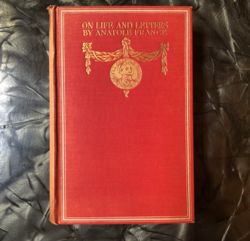 ON LIFE AND LETTERS
BY ANATOLE FRANCE